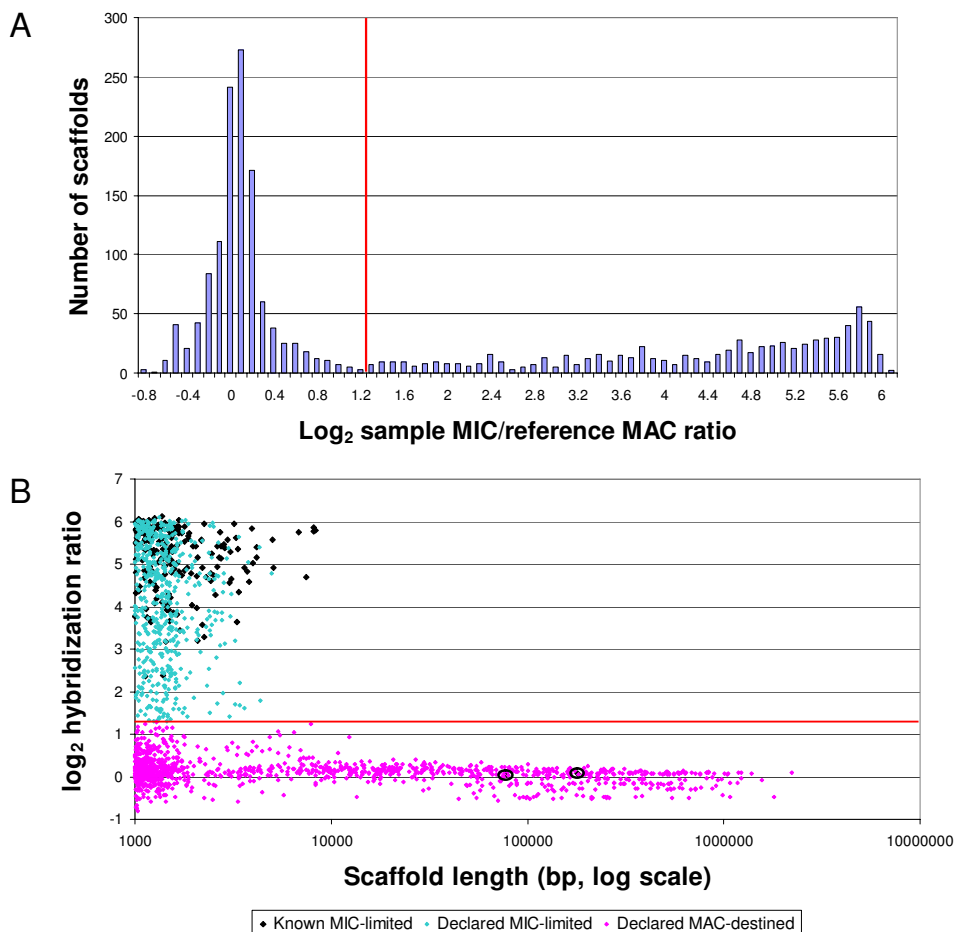 A
Number of scaffolds
300
250
200
150
100
50
0
-0.8 -0.4 0 0.4 0.8 1.2 1.6 2 2.4 2.8 3.2 3.6 4 4.4 4.8 5.2 5.6 6
Log2 sample MIC/reference MAC ratio
B
log2 hybridization ratio
7
6
5
4
3
2
1
0
-1
1000 10000 100000 1000000 10000000
Scaffold length (bp, log scale)
Known MIC-limited Declared MIC-limited Declared MAC-destined